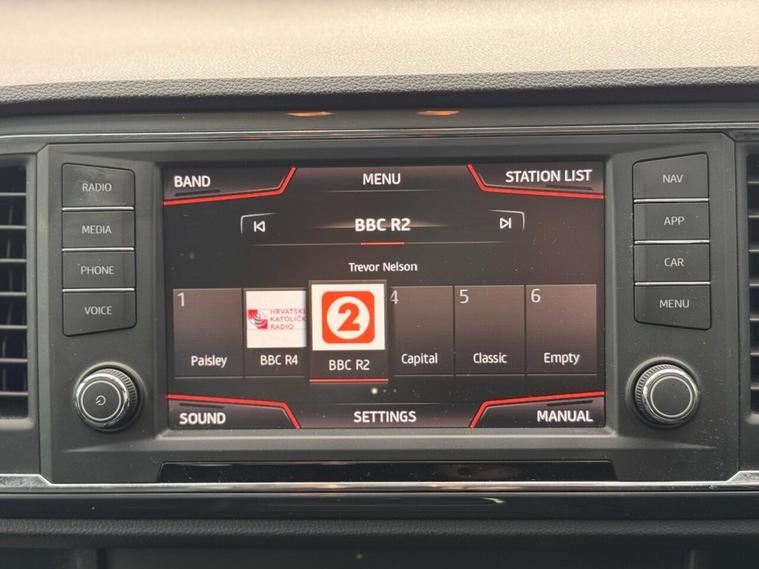 BAND
MENU
STATION LIST
BBC R2
Trevor Nelson
RADIO
MEDIA
PHONE
VOICE
NAV
APP
CAR
MENU
1
Paisley
HRVATSKI
KATOLIČKI
RADIO
BBC R4
2
BBC R2
4
Capital
5
Classic
6
Empty
SOUND
SETTINGS
MANUAL